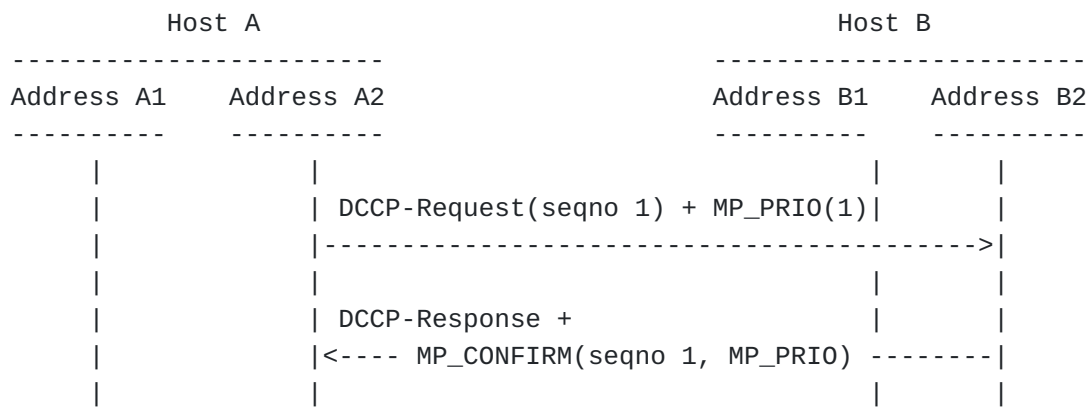 Host A Host B
------------------------ ------------------------
Address A1 Address A2 Address B1 Address B2
---------- ---------- ---------- ----------
| | | |
| | DCCP-Request(seqno 1) + MP_PRIO(1)| |
| |------------------------------------------>|
| | | |
| | DCCP-Response + | |
| |<---- MP_CONFIRM(seqno 1, MP_PRIO) --------|
| | | |